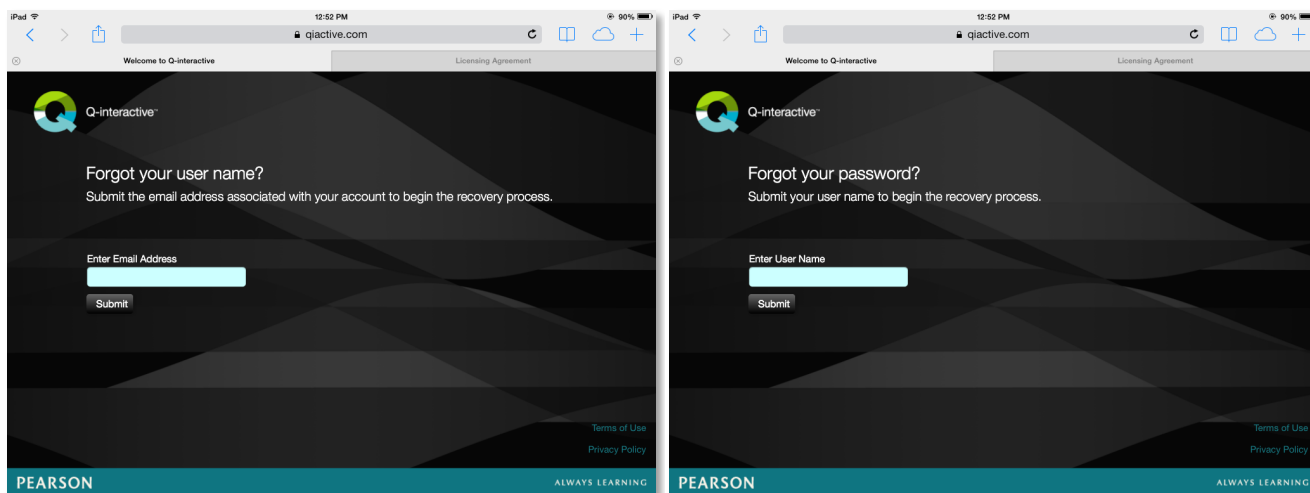 iPad 12:52 PM 90%
qiactive.com
Welcome to Q-interactive Licensing Agreement
Q-interactive™
Forgot your user name?
Submit the email address associated with your account to begin the recovery process.
Enter Email Address
Submit
Terms of Use
Privacy Policy
PEARSON ALWAYS LEARNING
iPad 12:52 PM 90%
qiactive.com
Welcome to Q-interactive Licensing Agreement
Q-interactive™
Forgot your password?
Submit your user name to begin the recovery process.
Enter User Name
Submit
Terms of Use
Privacy Policy
PEARSON ALWAYS LEARNING